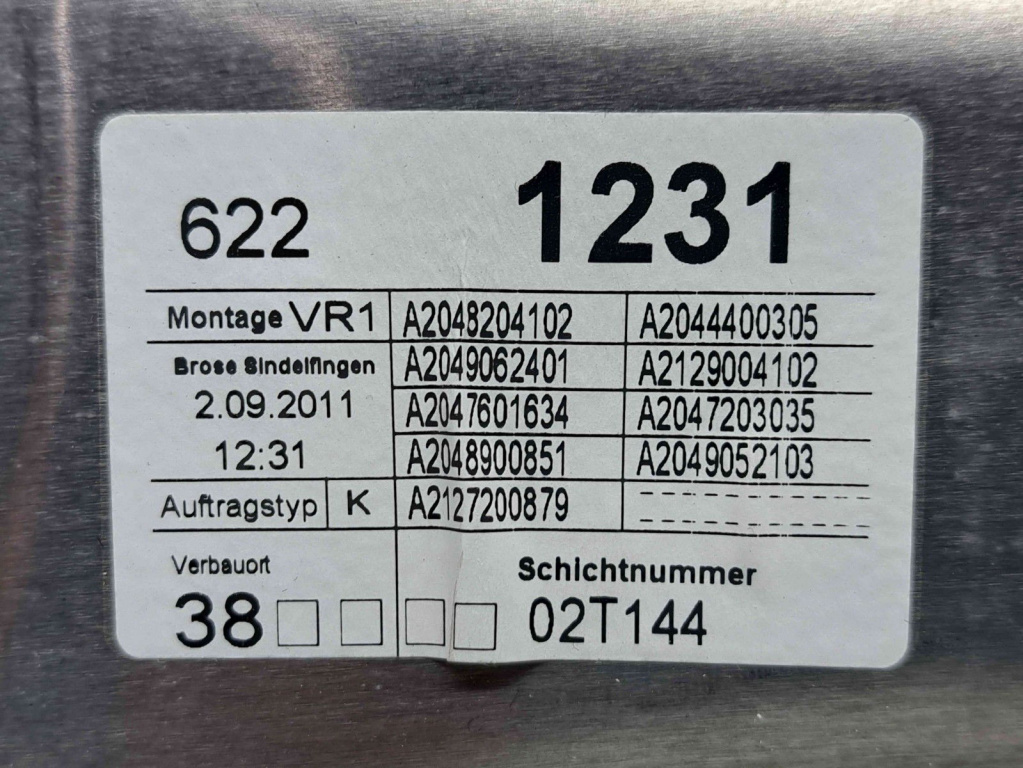 622 1231
Montage VR1 A2048204102 A2044400305
Brose Sindelfingen A2049062401 A2129004102
2.09.2011 A2047601634 A2047203035
12:31 A2048900851 A2049052103
Auftragstyp K A2127200879
Verbauort Schichtnummer
38 02T144